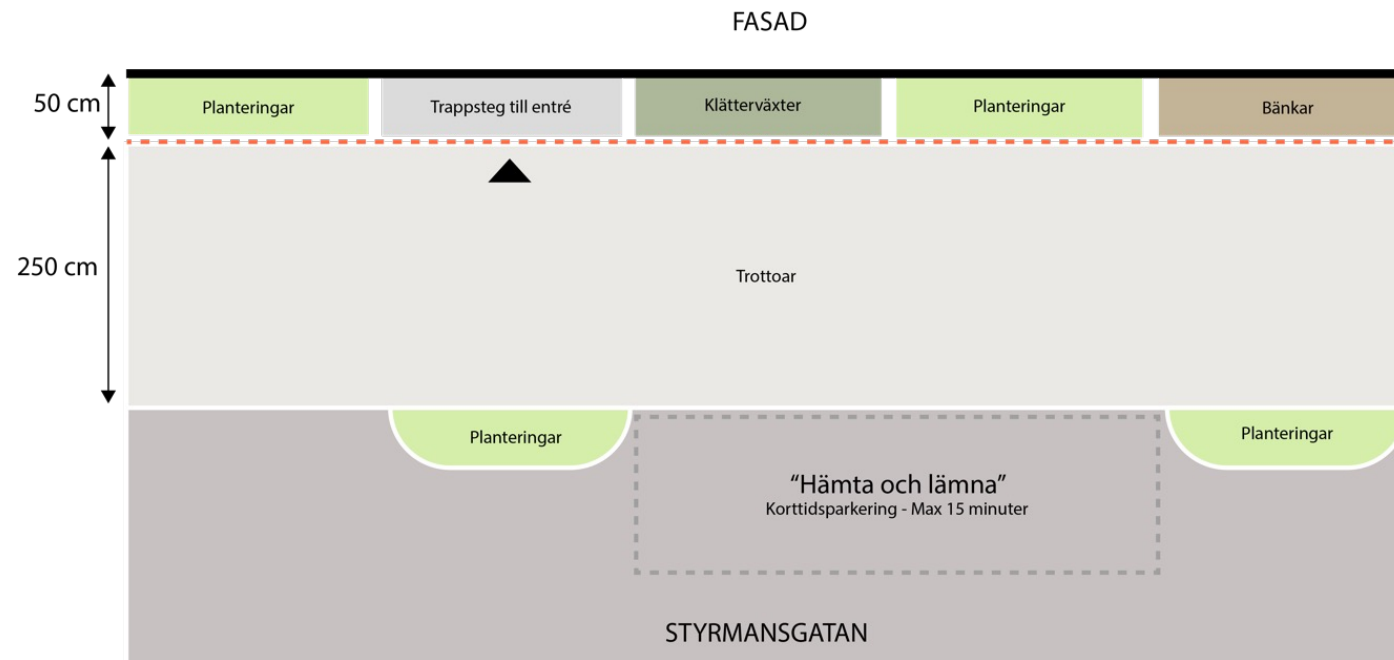 FASAD
50 cm
Planteringar
Trappsteg till entré
Klätterväxter
Planteringar
Bänkar
250 cm
Trottoar
Planteringar
Planteringar
“Hämta och lämna”
Korttidsparkering - Max 15 minuter
STYRMANSGATAN